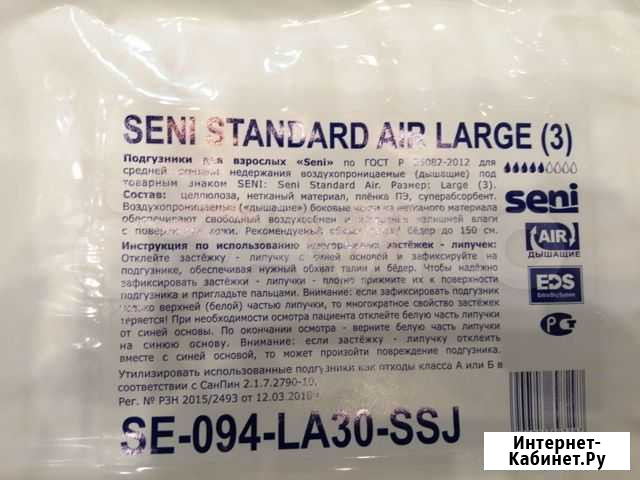 SENI STANDARD AIR LARGE (3)
Подгузники для взрослых «Seni» по ГОСТ Р 55082-2012 для
средней степени недержания воздухопроницаемые (дышащие) под
товарным знаком SENI: Seni Standard Air. Размер: Large (3).
Состав: целлюлоза, нетканый материал, плёнка ПЭ, суперабсорбент.
Воздухопроницаемые («дышащие») боковые части из нетканого материала
обеспечивают свободный воздухообмен и излишней влаги
с поверхности кожи. Рекомендуемый обхват бёдер до 150 см.
Инструкция по использованию многоразовых застёжек - липучек:
Отклейте застёжку - липучку с синей основой и зафиксируйте на
подгузнике, обеспечивая нужный обхват талии и бёдер. Чтобы надёжно
зафиксировать застёжки - липучки - плотно прижмите их к поверхности
подгузника и пригладьте пальцами. Внимание: если зафиксировать подгузник
только верхней (белой) частью липучки, то многократное свойство застёжек
теряется! При необходимости осмотра пациента отклейте белую часть липучки
от синей основы. По окончании осмотра - верните белую часть липучки
на синюю основу. Внимание: если застёжку - липучку отклеить
вместе с синей основой, то может произойти повреждение подгузника.
Утилизировать использованные подгузники как отходы класса А или Б в
соответствии с СанПин 2.1.7.2790-10.
Рег. № РЗН 2015/2493 от 12.03.2018
SE-094-LA30-SSJ
seni
AIR
ДЫШАЩИЕ
EDS
Extra Dry System
РСТ
Интернет-
Кабинет.Ру